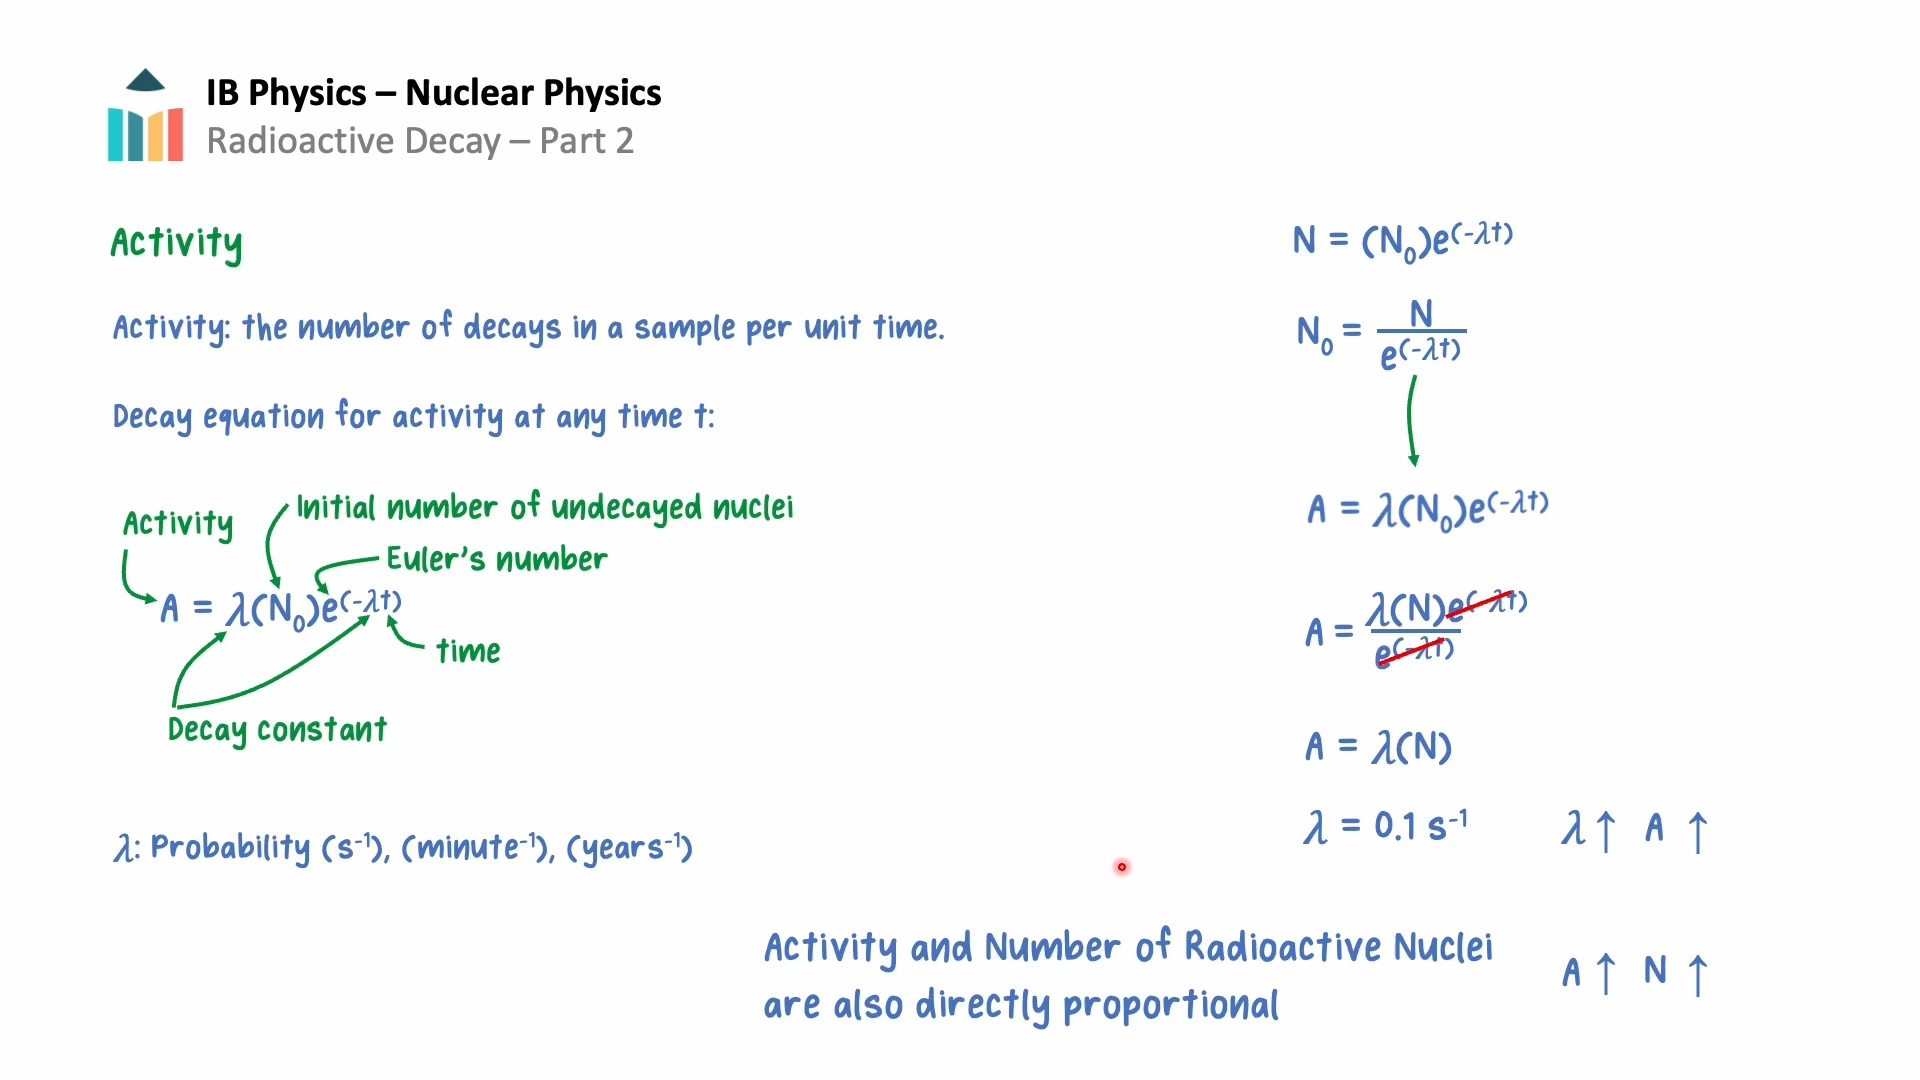 IB Physics – Nuclear Physics
Radioactive Decay – Part 2
Activity
Activity: the number of decays in a sample per unit time.
Decay equation for activity at any time t:
Activity
Initial number of undecayed nuclei
Euler's number
A = λ(N₀)e^(-λt)
time
Decay constant
λ: Probability (s⁻¹), (minute⁻¹), (years⁻¹)
N = (N₀)e^(-λt)
N₀ = N / e^(-λt)
A = λ(N₀)e^(-λt)
A = λ(N)e^(-λt) / e^(-λt)
A = λ(N)
λ = 0.1 s⁻¹
λ ↑ A ↑
Activity and Number of Radioactive Nuclei
are also directly proportional
A ↑ N ↑